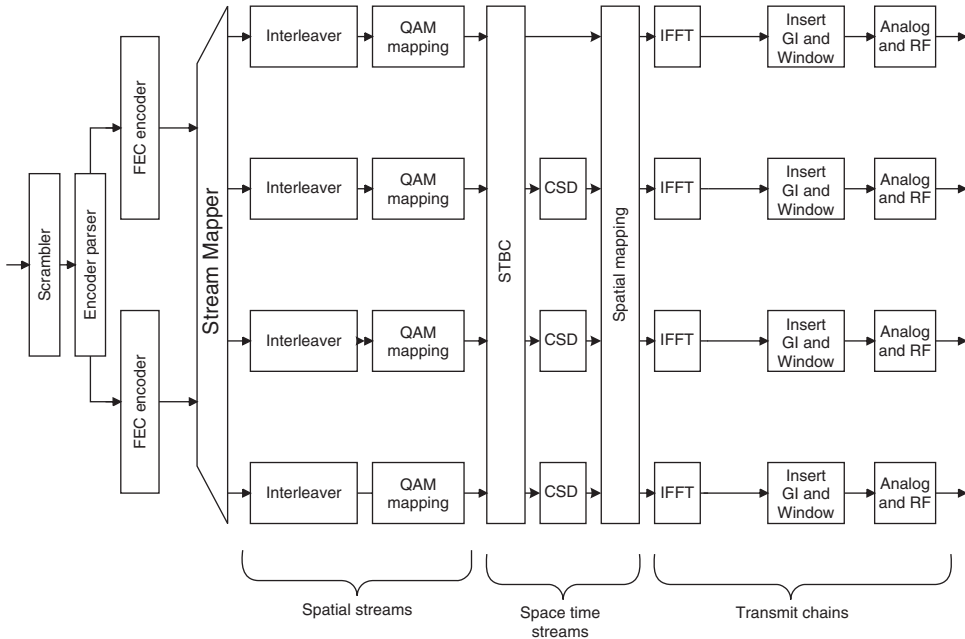 Scrambler
Encoder parser
FEC encoder
FEC encoder
Stream Mapper
Interleaver
QAM
mapping
Interleaver
QAM
mapping
Interleaver
QAM
mapping
Interleaver
QAM
mapping
STBC
CSD
CSD
CSD
Spatial mapping
IFFT
Insert
GI and
Window
Analog
and RF
IFFT
Insert
GI and
Window
Analog
and RF
IFFT
Insert
GI and
Window
Analog
and RF
IFFT
Insert
GI and
Window
Analog
and RF
Spatial streams
Space time
streams
Transmit chains